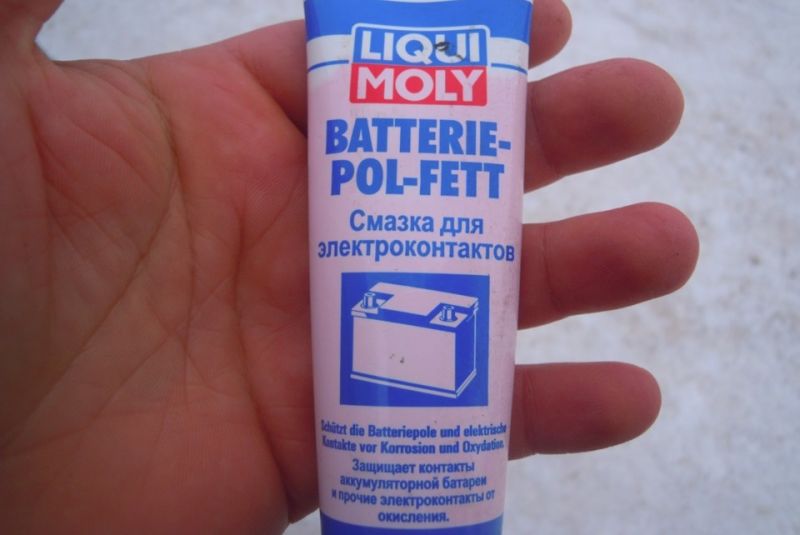 LIQUI
MOLY
BATTERIE-
POL-FETT
Смазка для
электроконтактов
Schützt die Batteriepole und elektrische
Kontakte vor Korrosion und Oxydation.
Защищает контакты
аккумуляторной батареи
и прочие электроконтакты от
окисления.